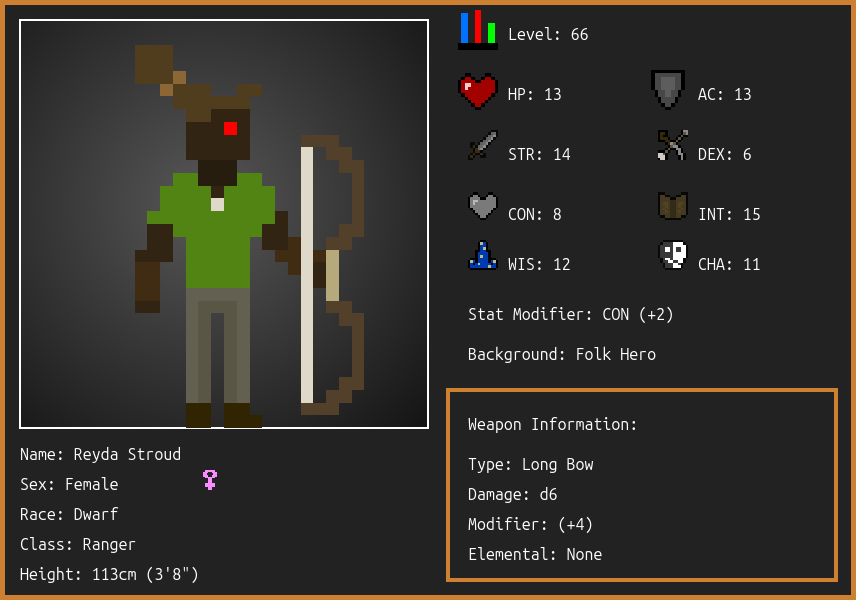 Level: 66
HP: 13
AC: 13
STR: 14
DEX: 6
CON: 8
INT: 15
WIS: 12
CHA: 11
Stat Modifier: CON (+2)
Background: Folk Hero
Weapon Information:
Type: Long Bow
Damage: d6
Modifier: (+4)
Elemental: None
Name: Reyda Stroud
Sex: Female
Race: Dwarf
Class: Ranger
Height: 113cm (3'8")